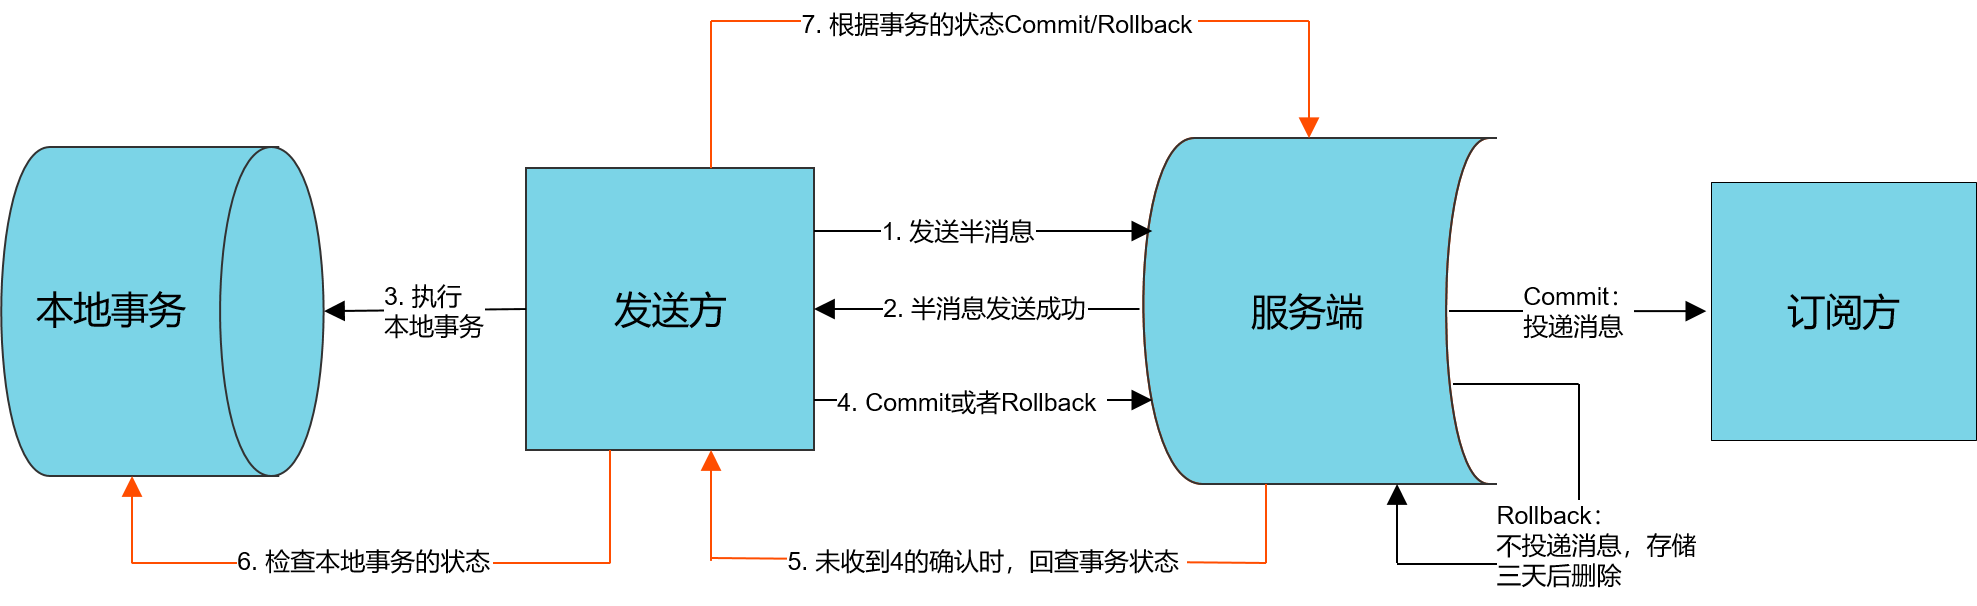 7. 根据事务的状态Commit/Rollback
1. 发送半消息
3. 执行
本地事务
本地事务
发送方
2. 半消息发送成功
服务端
Commit：
投递消息
订阅方
4. Commit或者Rollback
Rollback：
不投递消息，存储
三天后删除
6. 检查本地事务的状态
5. 未收到4的确认时，回查事务状态